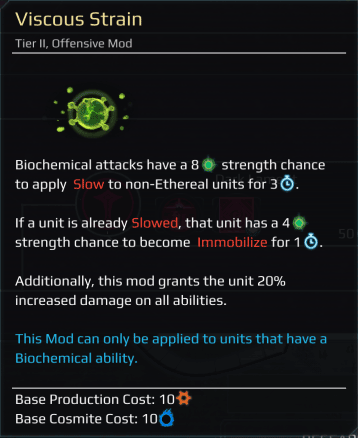 Viscous Strain
Tier II, Offensive Mod
Biochemical attacks have a 8 strength chance
to apply Slow to non-Ethereal units for 3.
If a unit is already Slowed, that unit has a 4
strength chance to become Immobilize for 1.
Additionally, this mod grants the unit 20%
increased damage on all abilities.
This Mod can only be applied to units that have a
Biochemical ability.
Base Production Cost: 10
Base Cosmite Cost: 10